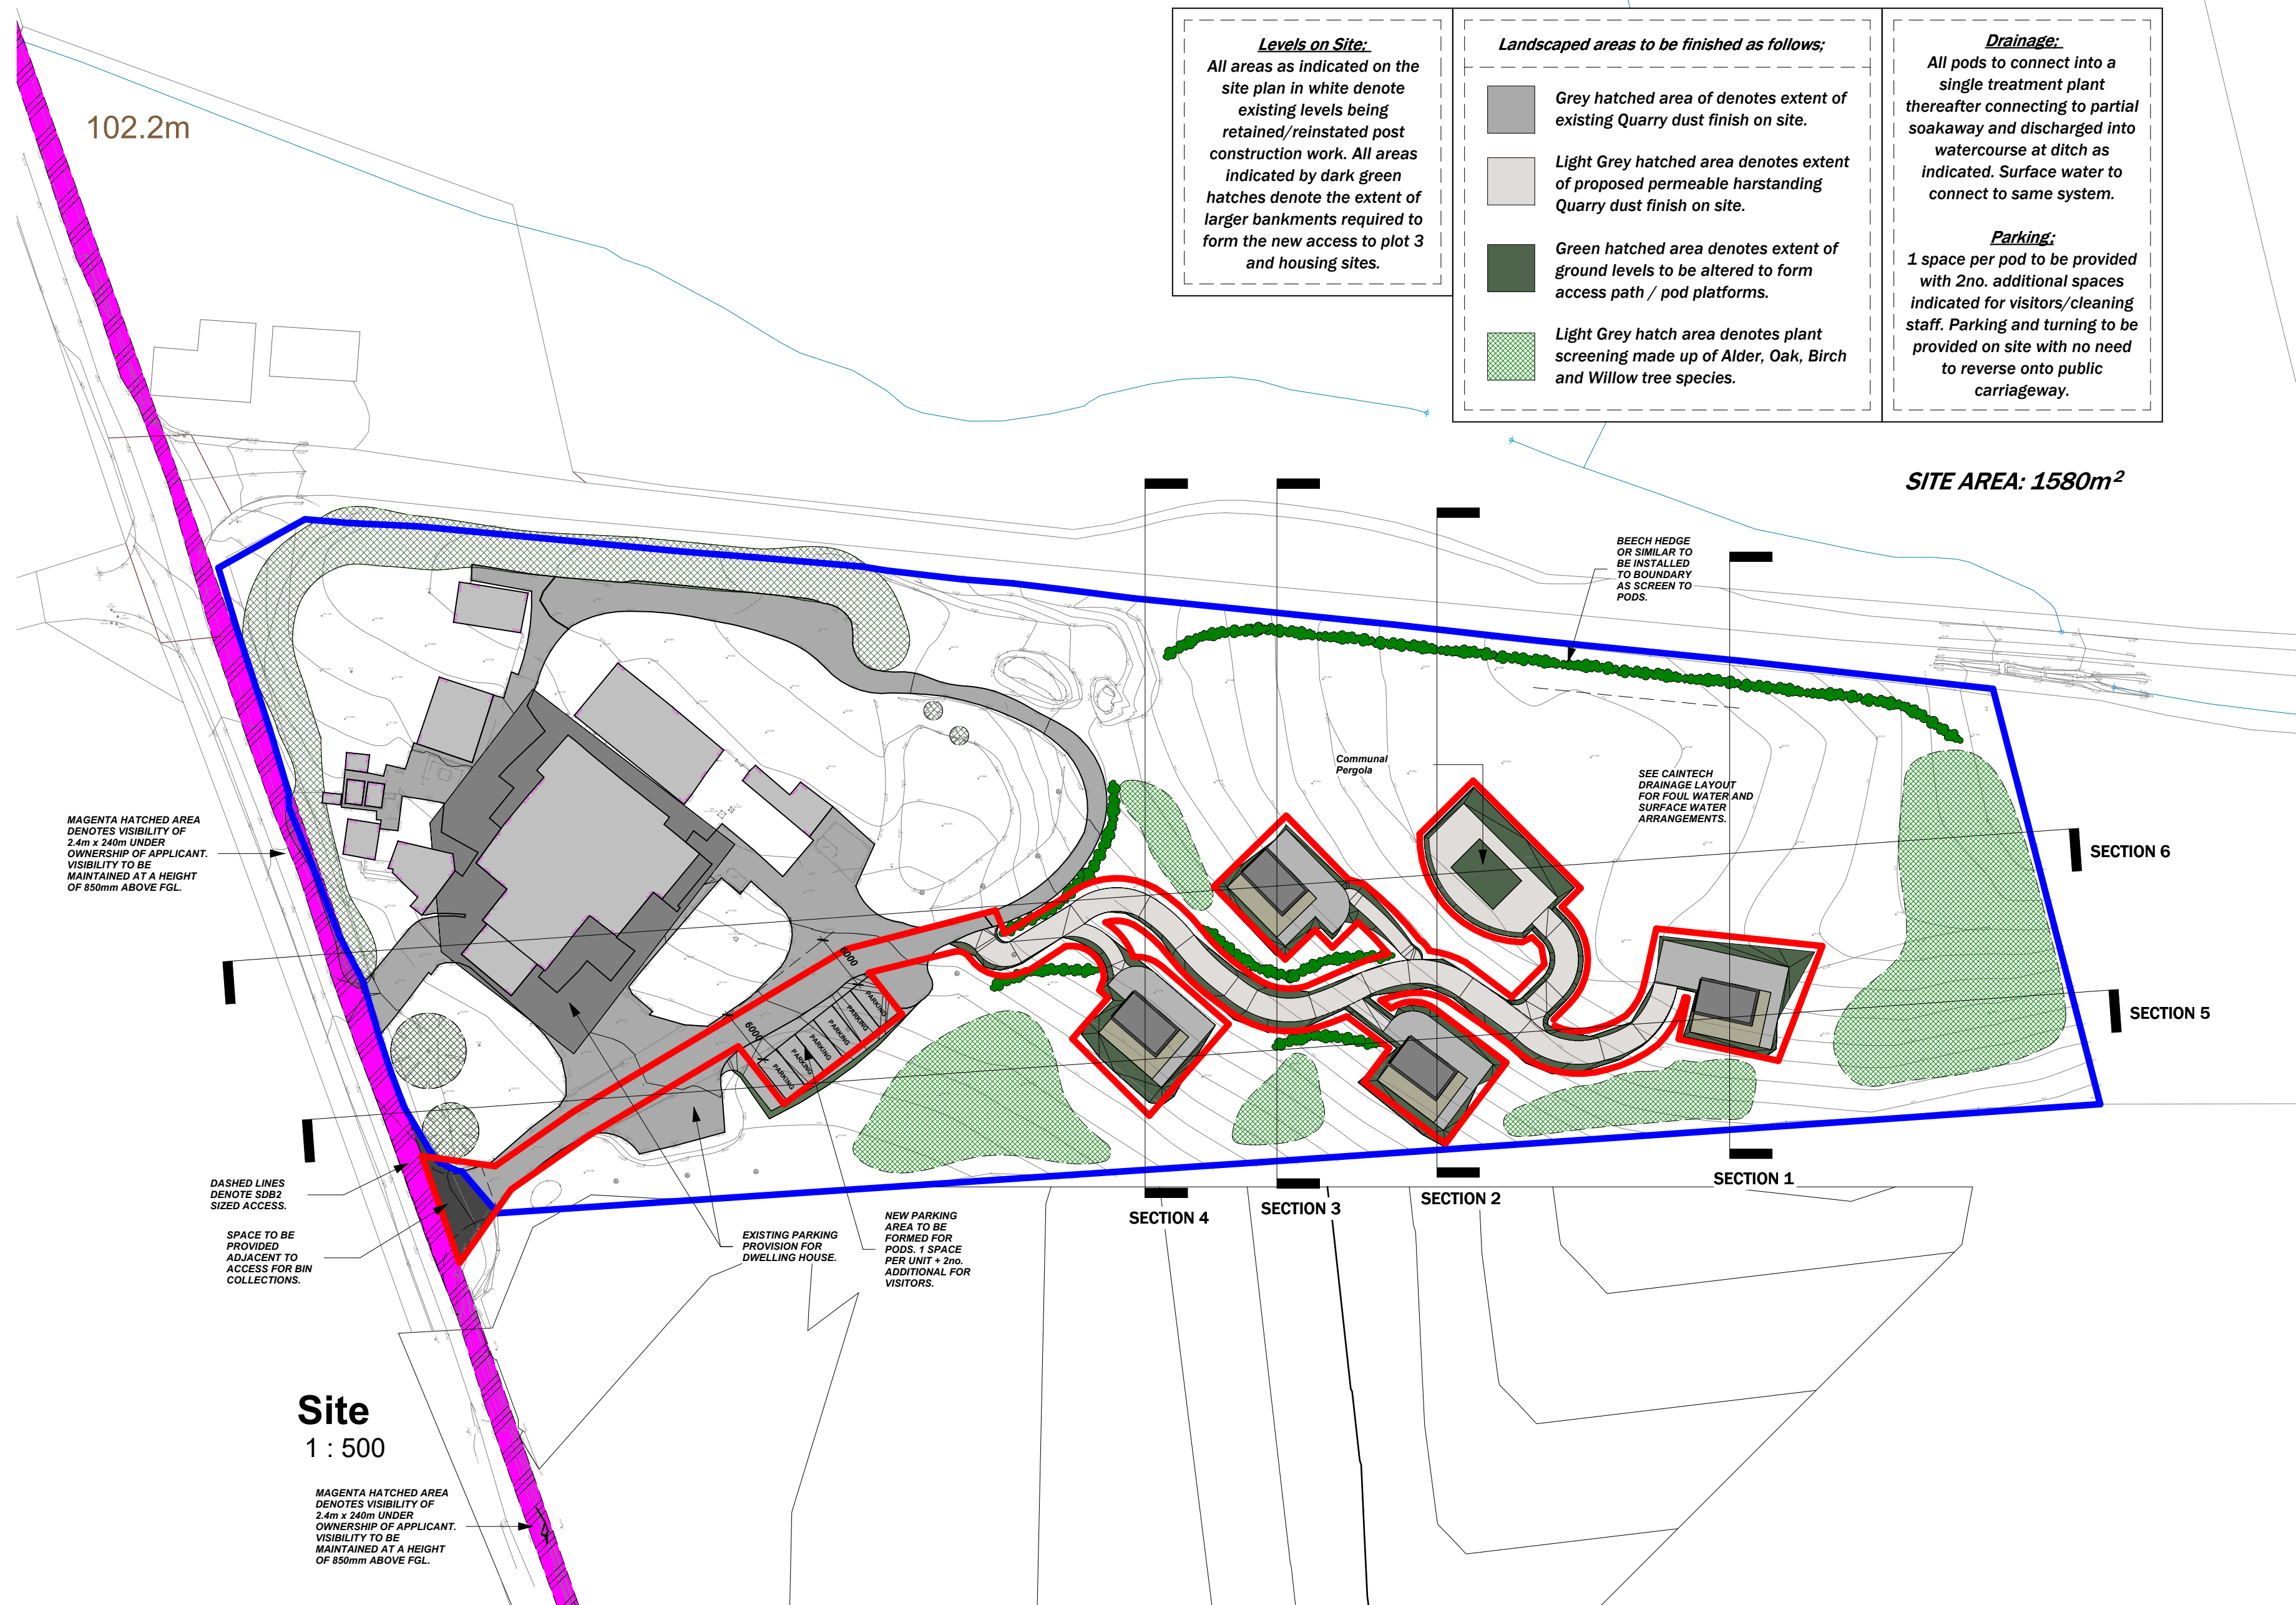 102.2m
Levels on Site;
All areas as indicated on the
site plan in white denote
existing levels being
retained/reinstated post
construction work. All areas
indicated by dark green
hatches denote the extent of
larger bankments required to
form the new access to plot 3
and housing sites.
Landscaped areas to be finished as follows;
Grey hatched area of denotes extent of
existing Quarry dust finish on site.
Light Grey hatched area denotes extent
of proposed permeable harstanding
Quarry dust finish on site.
Green hatched area denotes extent of
ground levels to be altered to form
access path / pod platforms.
Light Grey hatch area denotes plant
screening made up of Alder, Oak, Birch
and Willow tree species.
Drainage;
All pods to connect into a
single treatment plant
thereafter connecting to partial
soakaway and discharged into
watercourse at ditch as
indicated. Surface water to
connect to same system.
Parking;
1 space per pod to be provided
with 2no. additional spaces
indicated for visitors/cleaning
staff. Parking and turning to be
provided on site with no need
to reverse onto public
carriageway.
SITE AREA: 1580m²
BEECH HEDGE
OR SIMILAR TO
BE INSTALLED
TO BOUNDARY
AS SCREEN TO
PODS.
Communal
Pergola
SEE CAINTECH
DRAINAGE LAYOUT
FOR FOUL WATER AND
SURFACE WATER
ARRANGEMENTS.
MAGENTA HATCHED AREA
DENOTES VISIBILITY OF
2.4m x 240m UNDER
OWNERSHIP OF APPLICANT.
VISIBILITY TO BE
MAINTAINED AT A HEIGHT
OF 850mm ABOVE FGL.
SECTION 6
SECTION 5
6000
6000
PARKING
PARKING
PARKING
PARKING
PARKING
PARKING
SECTION 1
SECTION 2
SECTION 3
SECTION 4
DASHED LINES
DENOTE SDB2
SIZED ACCESS.
SPACE TO BE
PROVIDED
ADJACENT TO
ACCESS FOR BIN
COLLECTIONS.
EXISTING PARKING
PROVISION FOR
DWELLING HOUSE.
NEW PARKING
AREA TO BE
FORMED FOR
PODS. 1 SPACE
PER UNIT + 2no.
ADDITIONAL FOR
VISITORS.
Site
1 : 500
MAGENTA HATCHED AREA
DENOTES VISIBILITY OF
2.4m x 240m UNDER
OWNERSHIP OF APPLICANT.
VISIBILITY TO BE
MAINTAINED AT A HEIGHT
OF 850mm ABOVE FGL.